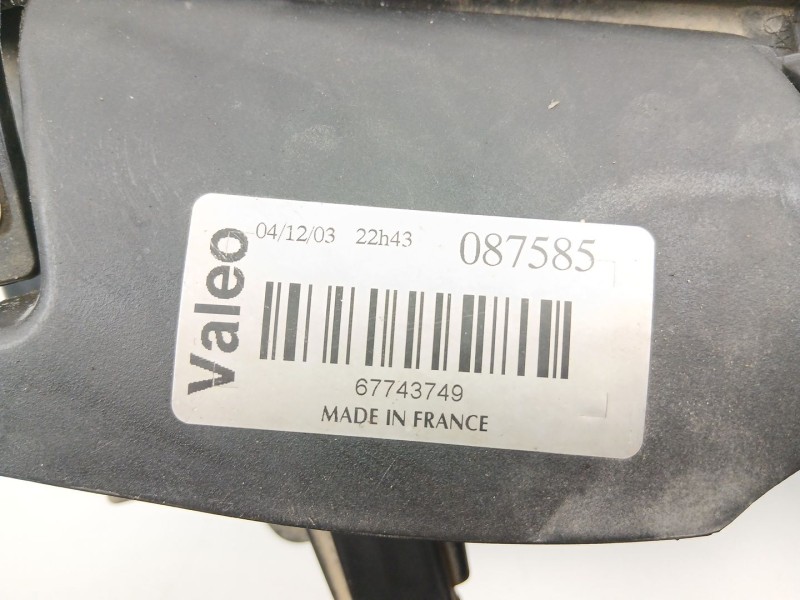 Valeo
04/12/03 22h43 087585
67743749
MADE IN FRANCE